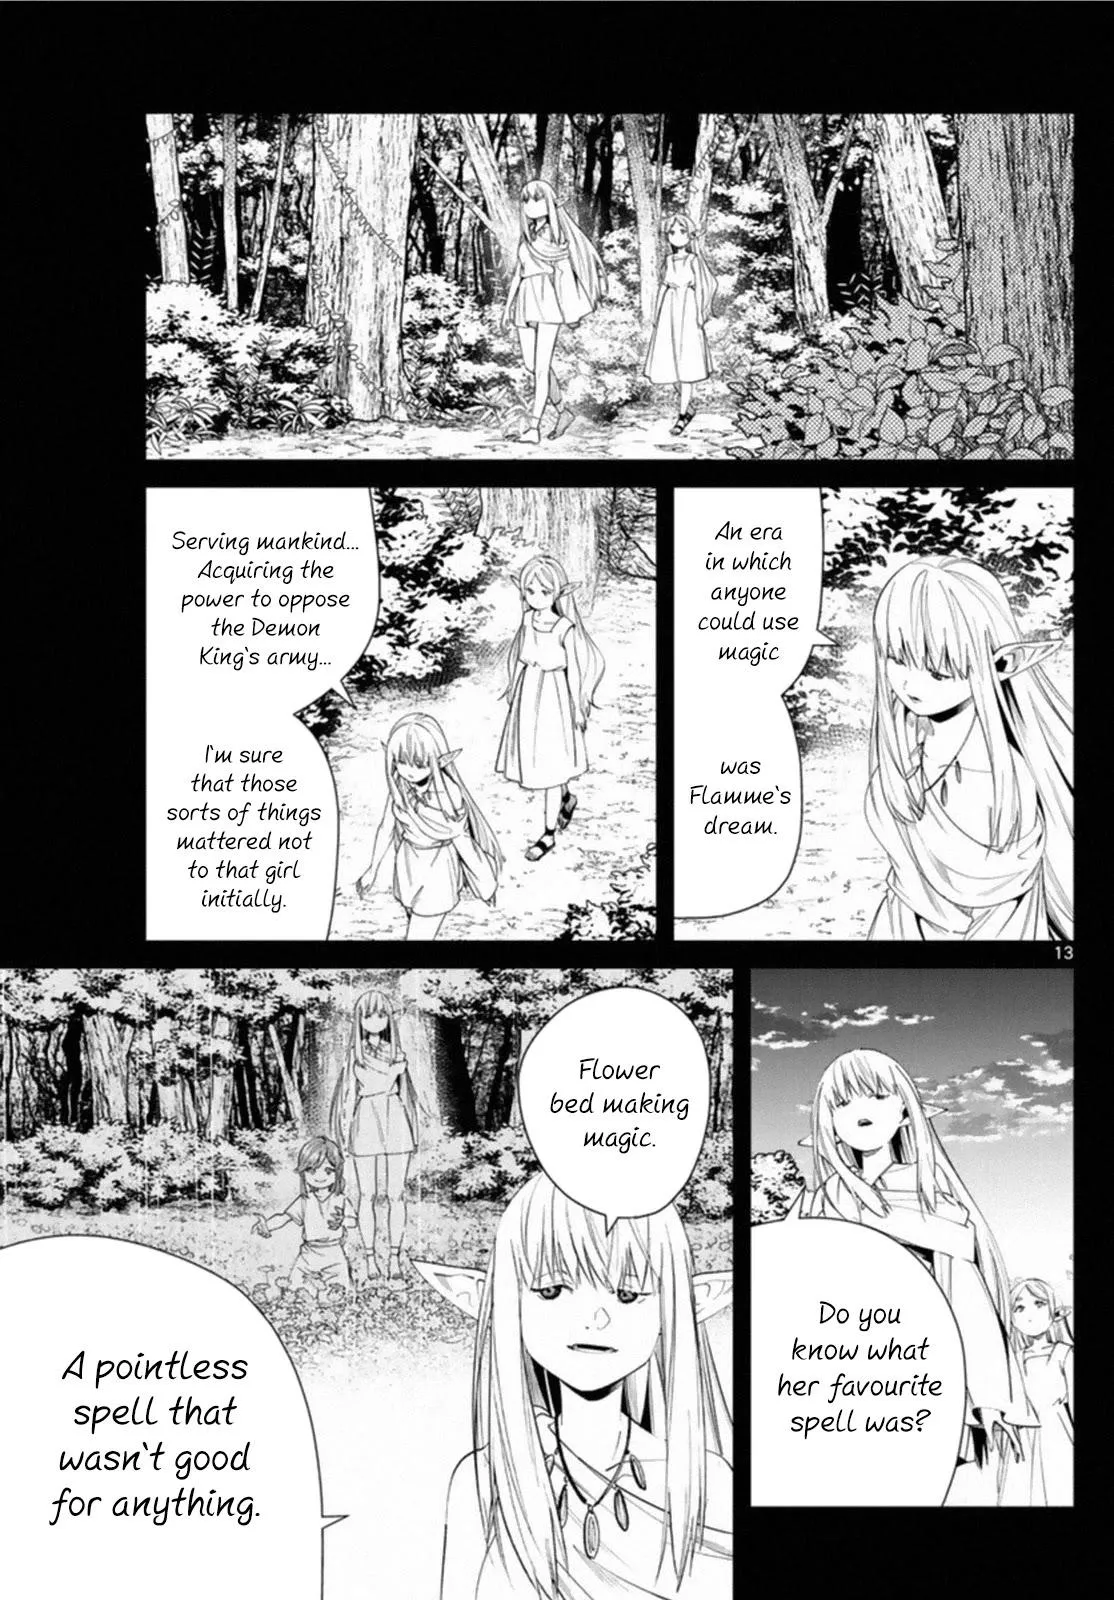 An era
in which
anyone
could use
magic
was
Flamme's
dream.
Serving mankind...
Acquiring the
power to oppose
the Demon
King's army...
I'm sure
that those
sorts of things
mattered not
to that girl
initially.
13
Do you
know what
her favourite
spell was?
Flower
bed making
magic.
A pointless
spell that
wasn't good
for anything.